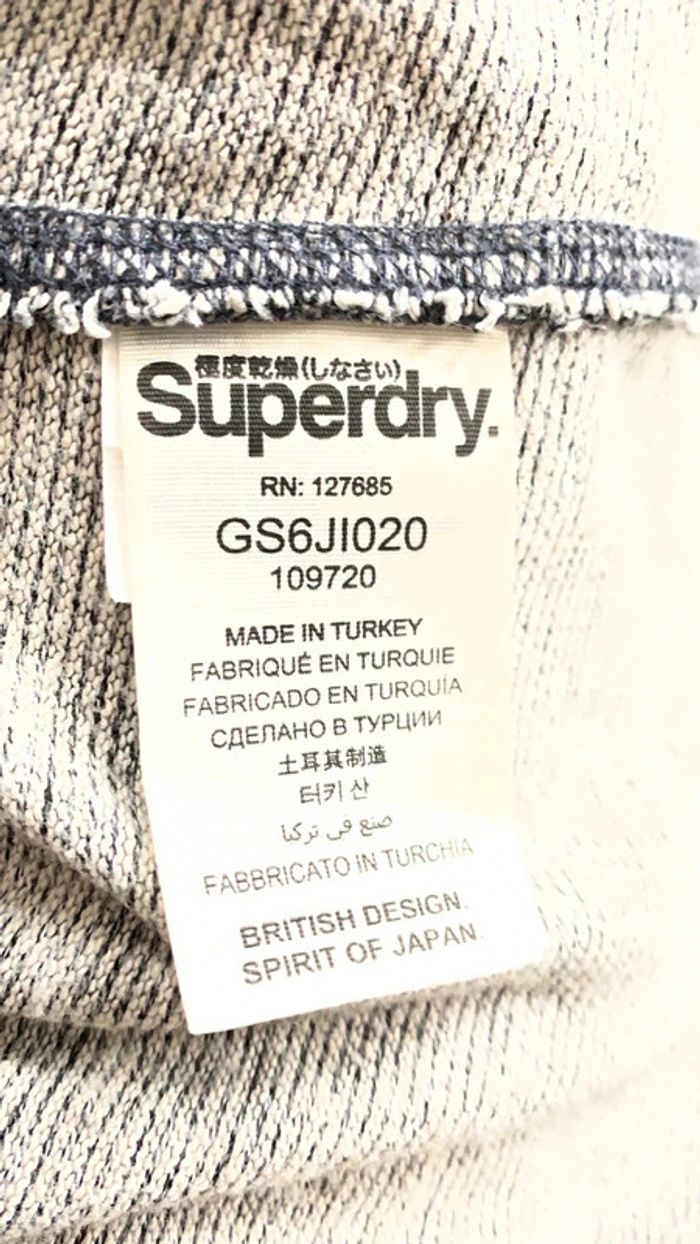 極度乾燥(しなさい)
Superdry.
RN: 127685
GS6JI020
109720
MADE IN TURKEY
FABRIQUÉ EN TURQUIE
FABRICADO EN TURQUÍA
СДЕЛАНО В ТУРЦИИ
土耳其制造
터키 산
صنع في تركيا
FABBRICATO IN TURCHIA
BRITISH DESIGN.
SPIRIT OF JAPAN.